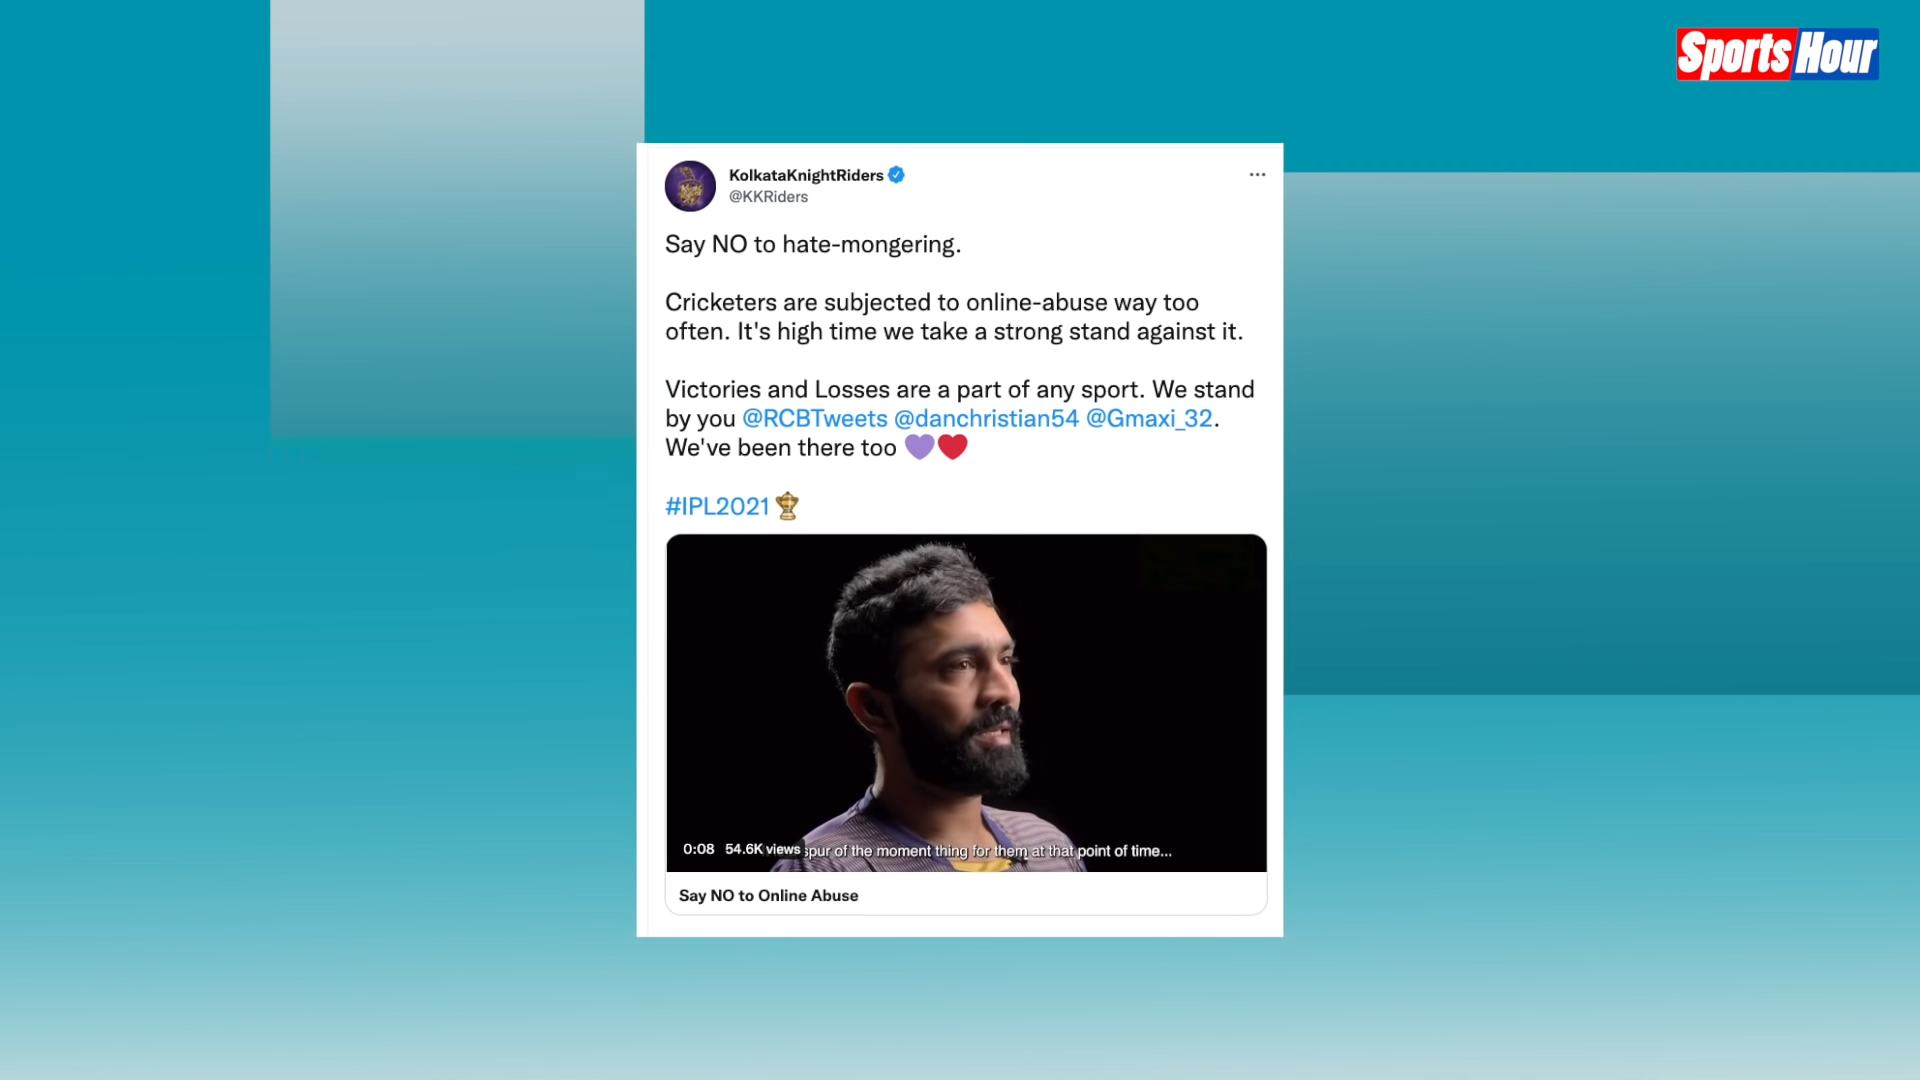 Sports Hour
KolkataKnightRiders
@KKRiders
Say NO to hate-mongering.
Cricketers are subjected to online-abuse way too
often. It's high time we take a strong stand against it.
Victories and Losses are a part of any sport. We stand
by you @RCBTweets @danchristian54 @Gmaxi_32.
We've been there too 💜❤️
#IPL2021🏆
0:08 54.6K views spur of the moment thing for them at that point of time...
Say NO to Online Abuse